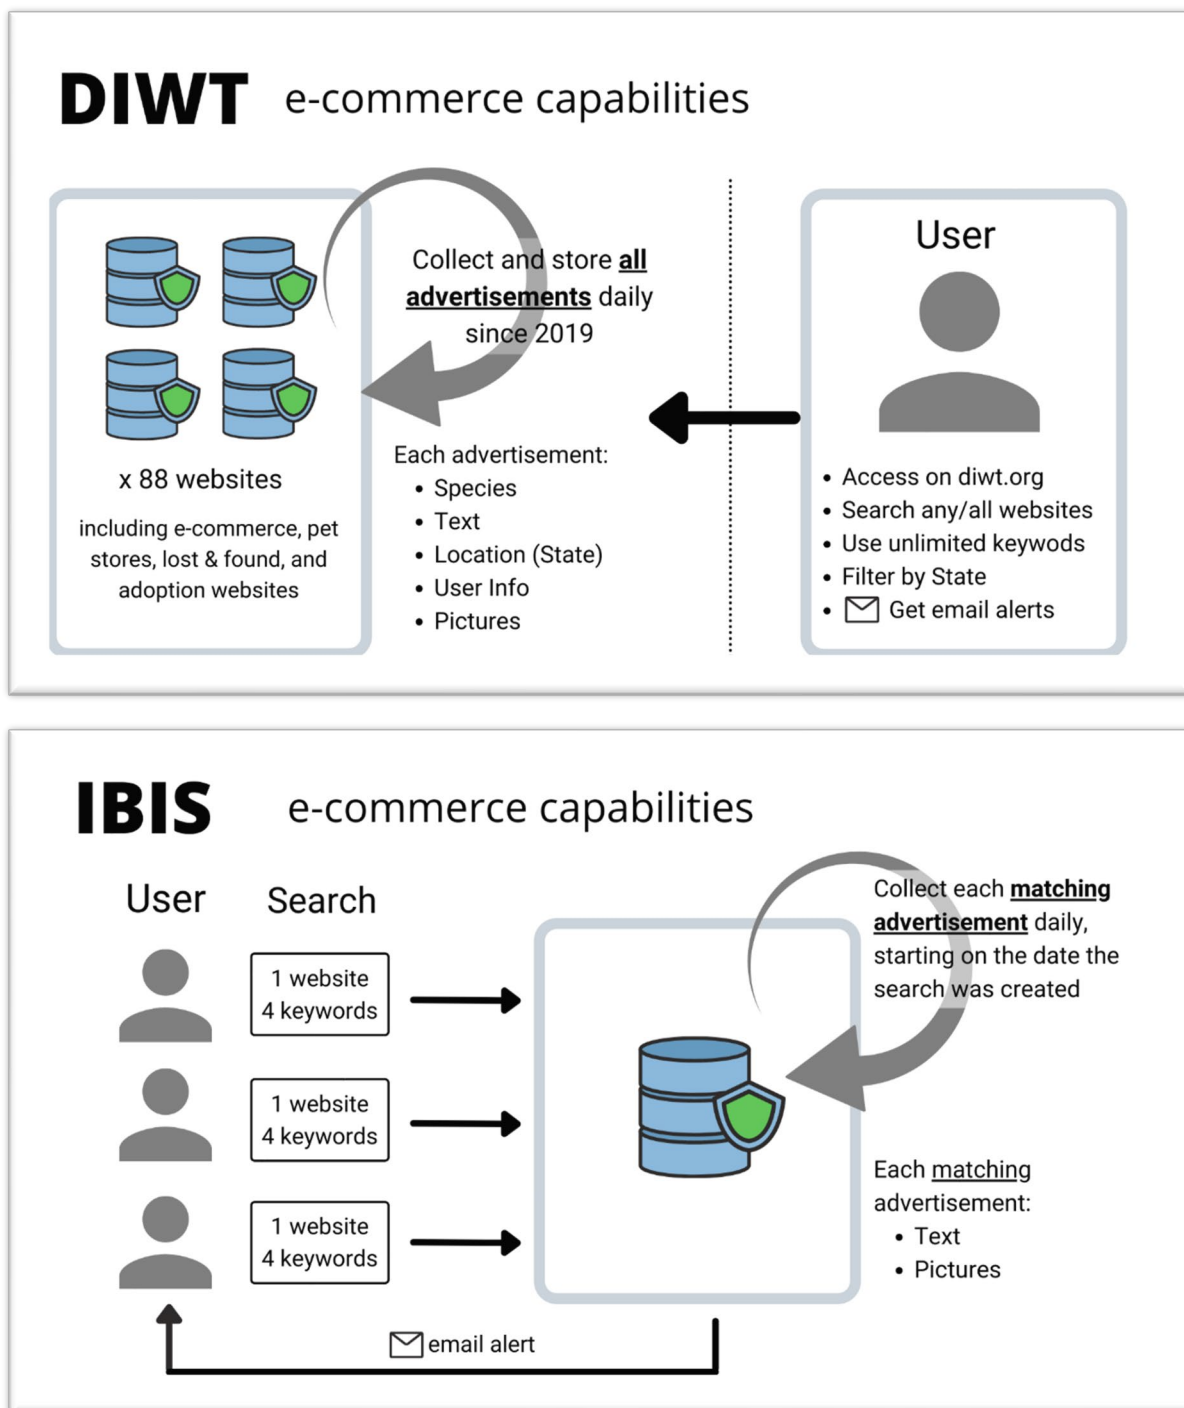 DIWT e-commerce capabilities
x 88 websites
including e-commerce, pet
stores, lost & found, and
adoption websites
Collect and store all
advertisements daily
since 2019
Each advertisement:
• Species
• Text
• Location (State)
• User Info
• Pictures
User
• Access on diwt.org
• Search any/all websites
• Use unlimited keywods
• Filter by State
• Get email alerts
IBIS e-commerce capabilities
User Search
1 website
4 keywords
1 website
4 keywords
1 website
4 keywords
Collect each matching
advertisement daily,
starting on the date the
search was created
Each matching
advertisement:
• Text
• Pictures
email alert